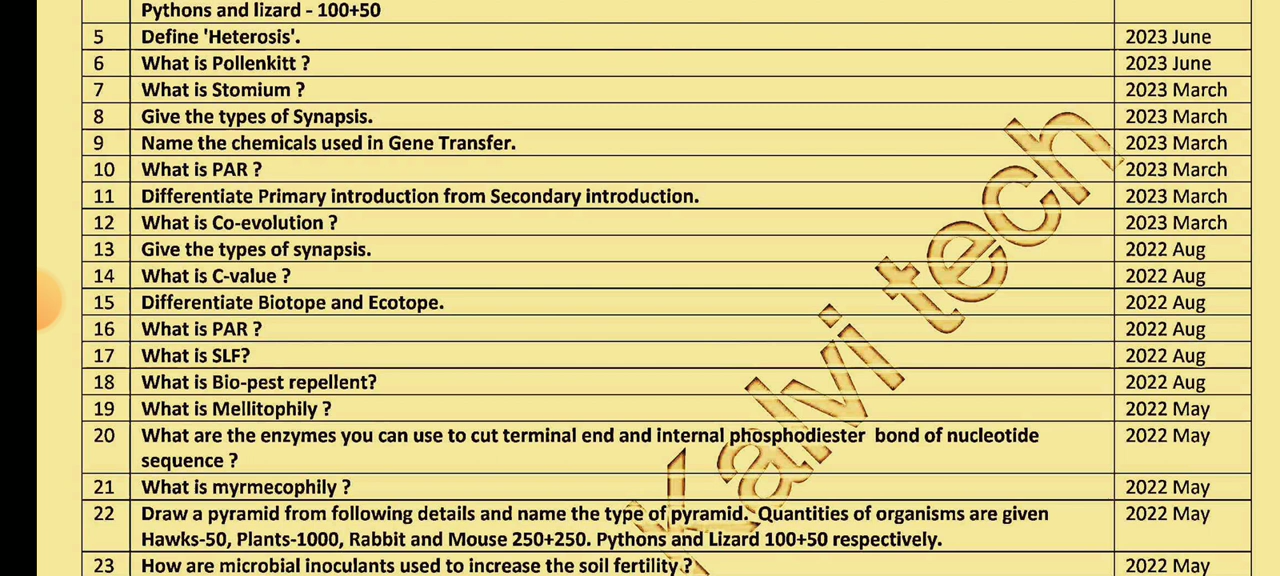 Pythons and lizard - 100+50
5 Define 'Heterosis'. 2023 June
6 What is Pollenkitt ? 2023 June
7 What is Stomium ? 2023 March
8 Give the types of Synapsis. 2023 March
9 Name the chemicals used in Gene Transfer. 2023 March
10 What is PAR ? 2023 March
11 Differentiate Primary introduction from Secondary introduction. 2023 March
12 What is Co-evolution ? 2023 March
13 Give the types of synapsis. 2022 Aug
14 What is C-value ? 2022 Aug
15 Differentiate Biotope and Ecotope. 2022 Aug
16 What is PAR ? 2022 Aug
17 What is SLF? 2022 Aug
18 What is Bio-pest repellent? 2022 Aug
19 What is Mellitophily ? 2022 May
20 What are the enzymes you can use to cut terminal end and internal phosphodiester bond of nucleotide 2022 May
sequence ?
21 What is myrmecophily ? 2022 May
22 Draw a pyramid from following details and name the type of pyramid. Quantities of organisms are given 2022 May
Hawks-50, Plants-1000, Rabbit and Mouse 250+250. Pythons and Lizard 100+50 respectively.
23 How are microbial inoculants used to increase the soil fertility ? 2022 May
Kalvi tech